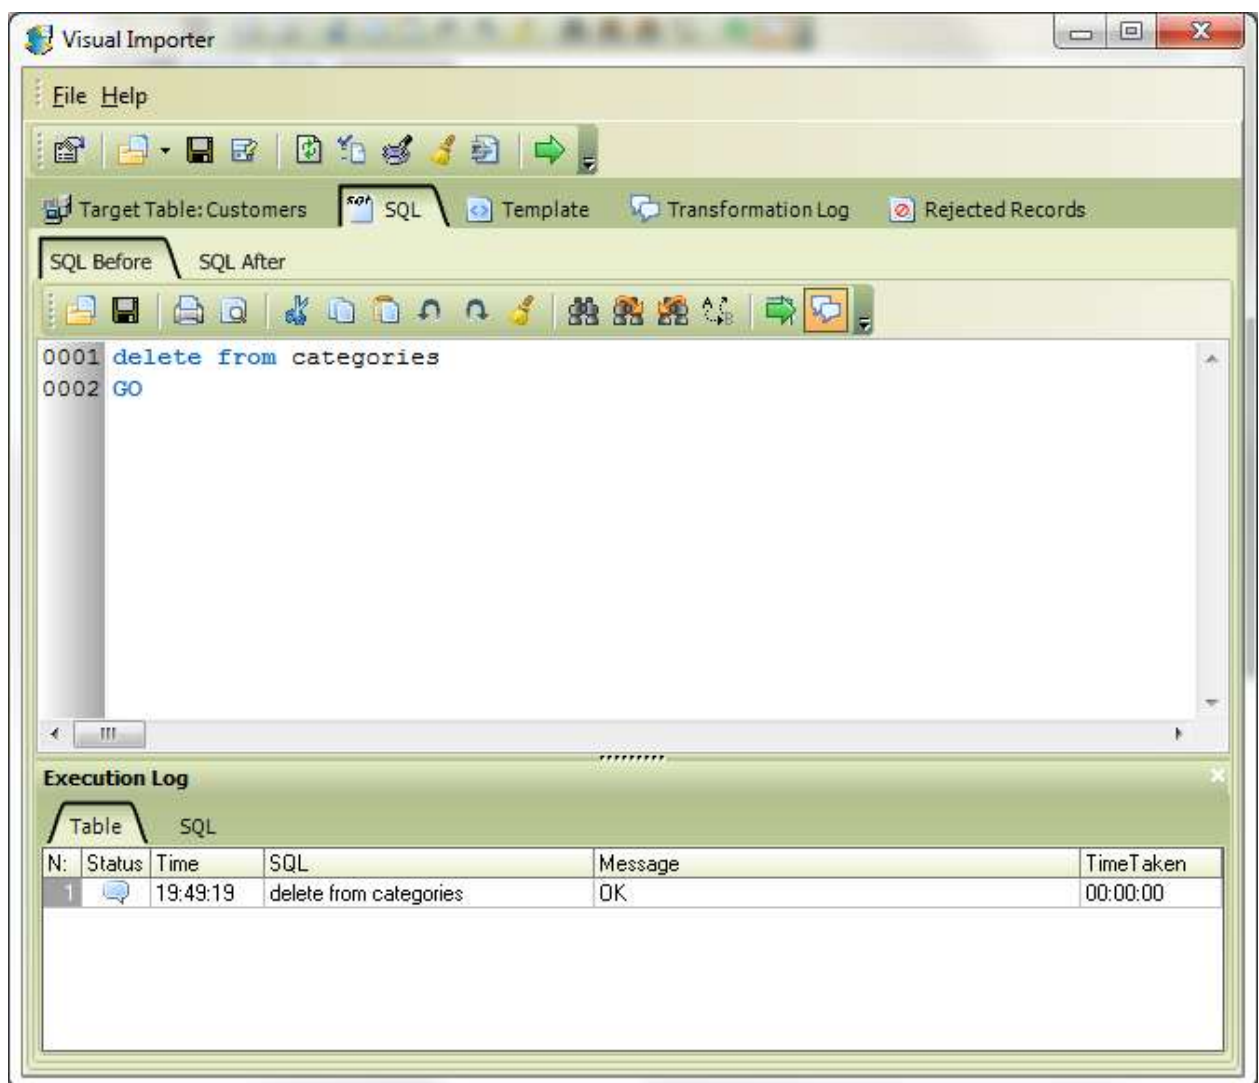 Visual Importer
File Help
Target Table: Customers SQL Template Transformation Log Rejected Records
SQL Before SQL After
0001 delete from categories
0002 GO
Execution Log
Table SQL
N: Status Time SQL Message TimeTaken
1 19:49:19 delete from categories OK 00:00:00